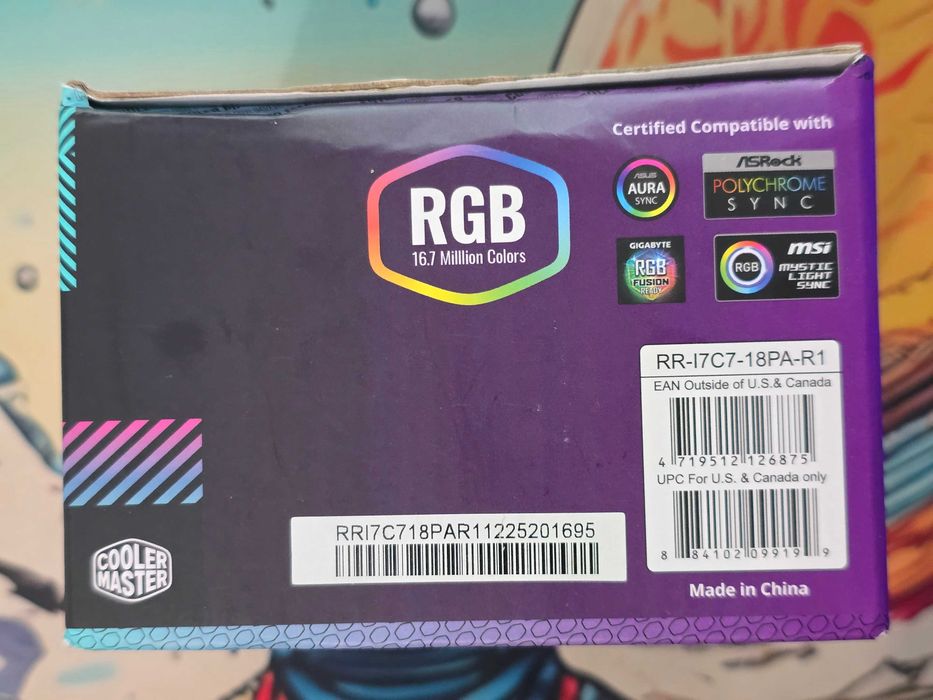 Certified Compatible with
RGB
16.7 Milllion Colors
ASUS
AURA
SYNC
ASRock
POLYCHROME
SYNC
GIGABYTE
RGB
FUSION
READY
RGB
msi
MYSTIC
LIGHT
SYNC
RR-I7C7-18PA-R1
EAN Outside of U.S.& Canada
4 719512 126875
UPC For U.S. & Canada only
8 84102 09919 9
RRI7C718PAR11225201695
COOLER
MASTER
Made in China